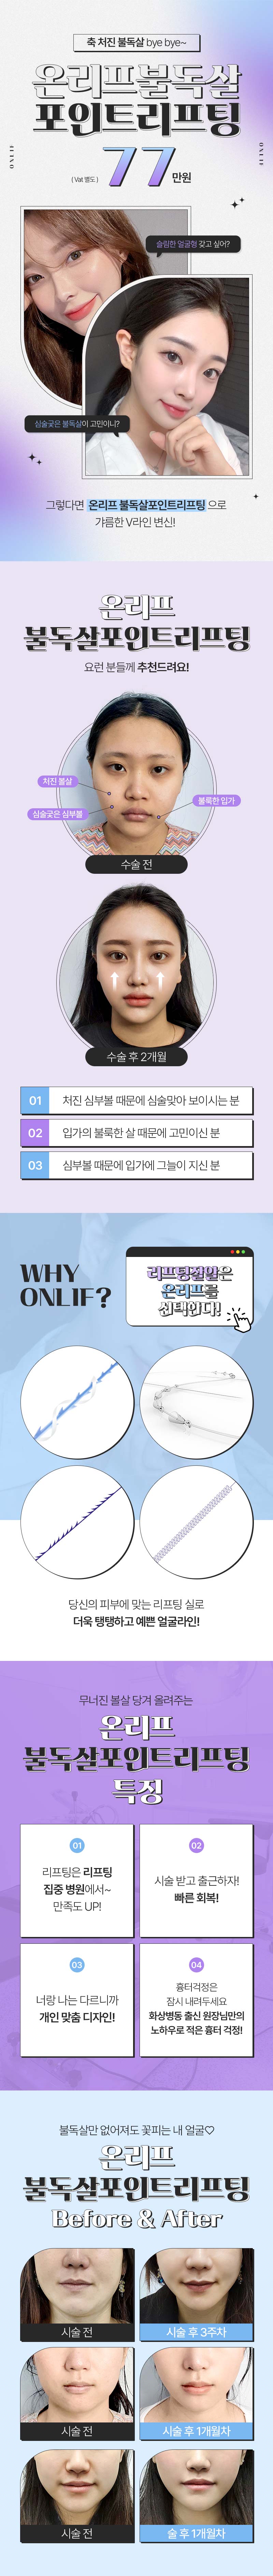 축 처진 불독살 bye bye~
온리프불독살
포인트리프팅
( Vat 별도 ) 77 만원
ONLIF
ONLIF
슬림한 얼굴형 갖고 싶어?
심술궂은 불독살이 고민이니?
그렇다면 온리프 불독살포인트리프팅 으로
갸름한 V라인 변신!
온리프
불독살포인트리프팅
요런 분들께 추천드려요!
처진 볼살
심술궂은 심부볼
불룩한 입가
수술 전
수술 후 2개월
01 처진 심부볼 때문에 심술맞아 보이시는 분
02 입가의 불룩한 살 때문에 고민이신 분
03 심부볼 때문에 입가에 그늘이 지신 분
WHY
ONLIF?
리프팅잘알은
온리프를
선택한다!
당신의 피부에 맞는 리프팅 실로
더욱 탱탱하고 예쁜 얼굴라인!
무너진 볼살 당겨 올려주는
온리프
불독살포인트리프팅
특징
01
리프팅은 리프팅
집중 병원에서~
만족도 UP!
02
시술 받고 출근하자!
빠른 회복!
03
너랑 나는 다르니까
개인 맞춤 디자인!
04
흉터걱정은
잠시 내려두세요
화상병동 출신 원장님만의
노하우로 적은 흉터 걱정!
불독살만 없어져도 꽃피는 내 얼굴♡
온리프
불독살포인트리프팅
Before & After
시술 전
시술 후 3주차
시술 전
시술 후 1개월차
시술 전
술 후 1개월차